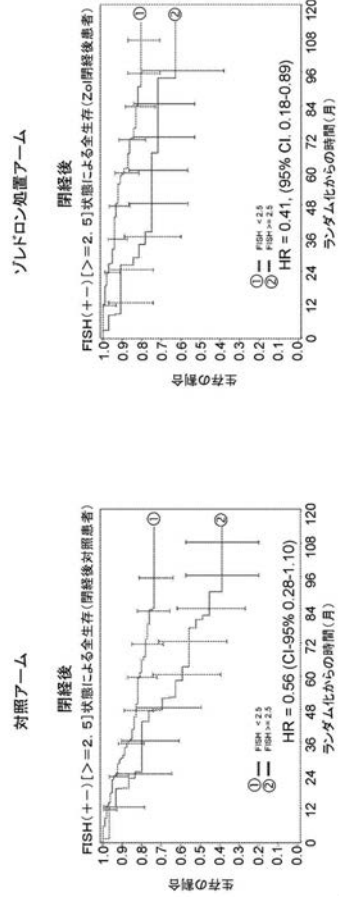 対照アーム
閉経後
FISH(+-)[>=2. 5]状態による全生存(閉経後対照患者)
生存の割合
1.0
0.9
0.8
0.7
0.6
0.5
0.4
0.3
0.2
0.1
0.0
①
②
① — FISH < 2.5
② — FISH >= 2.5
HR = 0.56 (CI-95% 0.28-1.10)
0 12 24 36 48 60 72 84 96 108 120
ランダム化からの時間(月)
ゾレドロン処置アーム
閉経後
FISH(+-)[>=2. 5]状態による全生存(Zol閉経後患者)
生存の割合
1.0
0.9
0.8
0.7
0.6
0.5
0.4
0.3
0.2
0.1
0.0
①
②
① — FISH < 2.5
② — FISH >= 2.5
HR = 0.41, (95% CI. 0.18-0.89)
0 12 24 36 48 60 72 84 96 108 120
ランダム化からの時間(月)